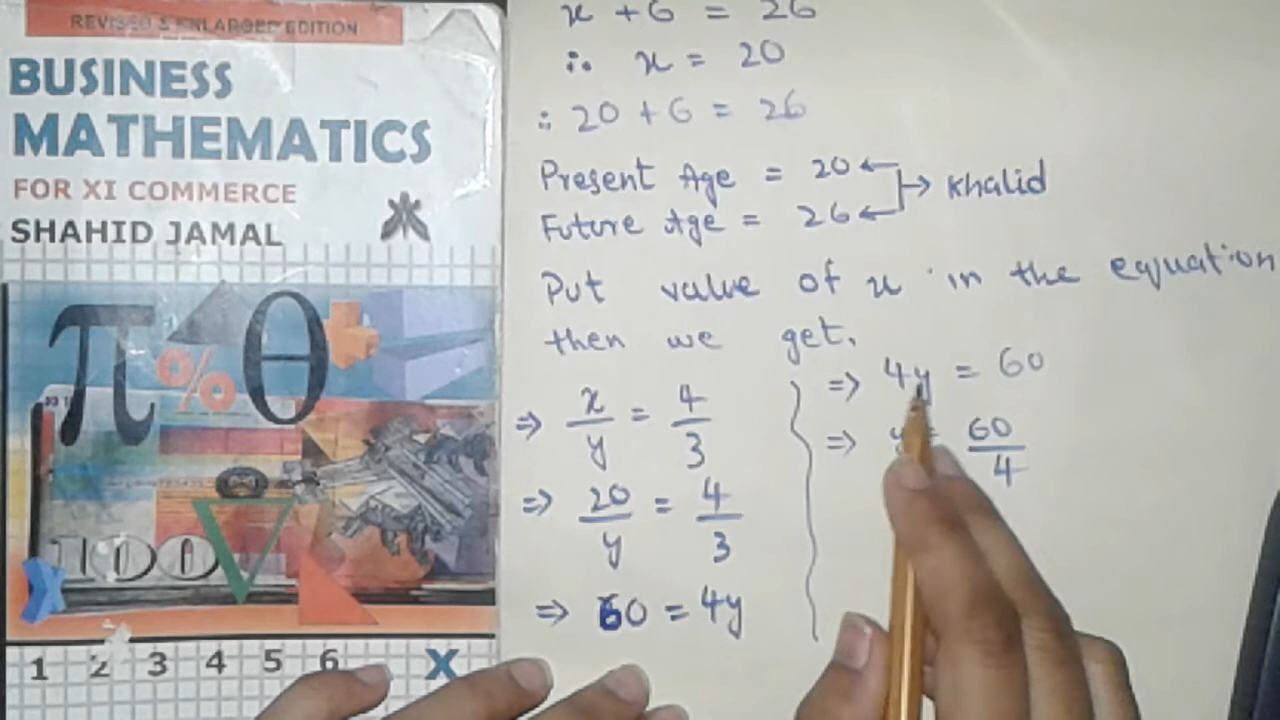 REVISED & ENLARGED EDITION
BUSINESS
MATHEMATICS
FOR XI COMMERCE
SHAHID JAMAL
π % θ
100
1 2 3 4 5 6 X
x + 6 = 26
∴ x = 20
∴ 20 + 6 = 26
Present Age = 20 ← → Khalid
Future Age = 26 ←
Put value of x in the equation
then we get.
⇒ x/y = 4/3
⇒ 20/y = 4/3
⇒ 60 = 4y
⇒ 4y = 60
⇒ y = 60/4